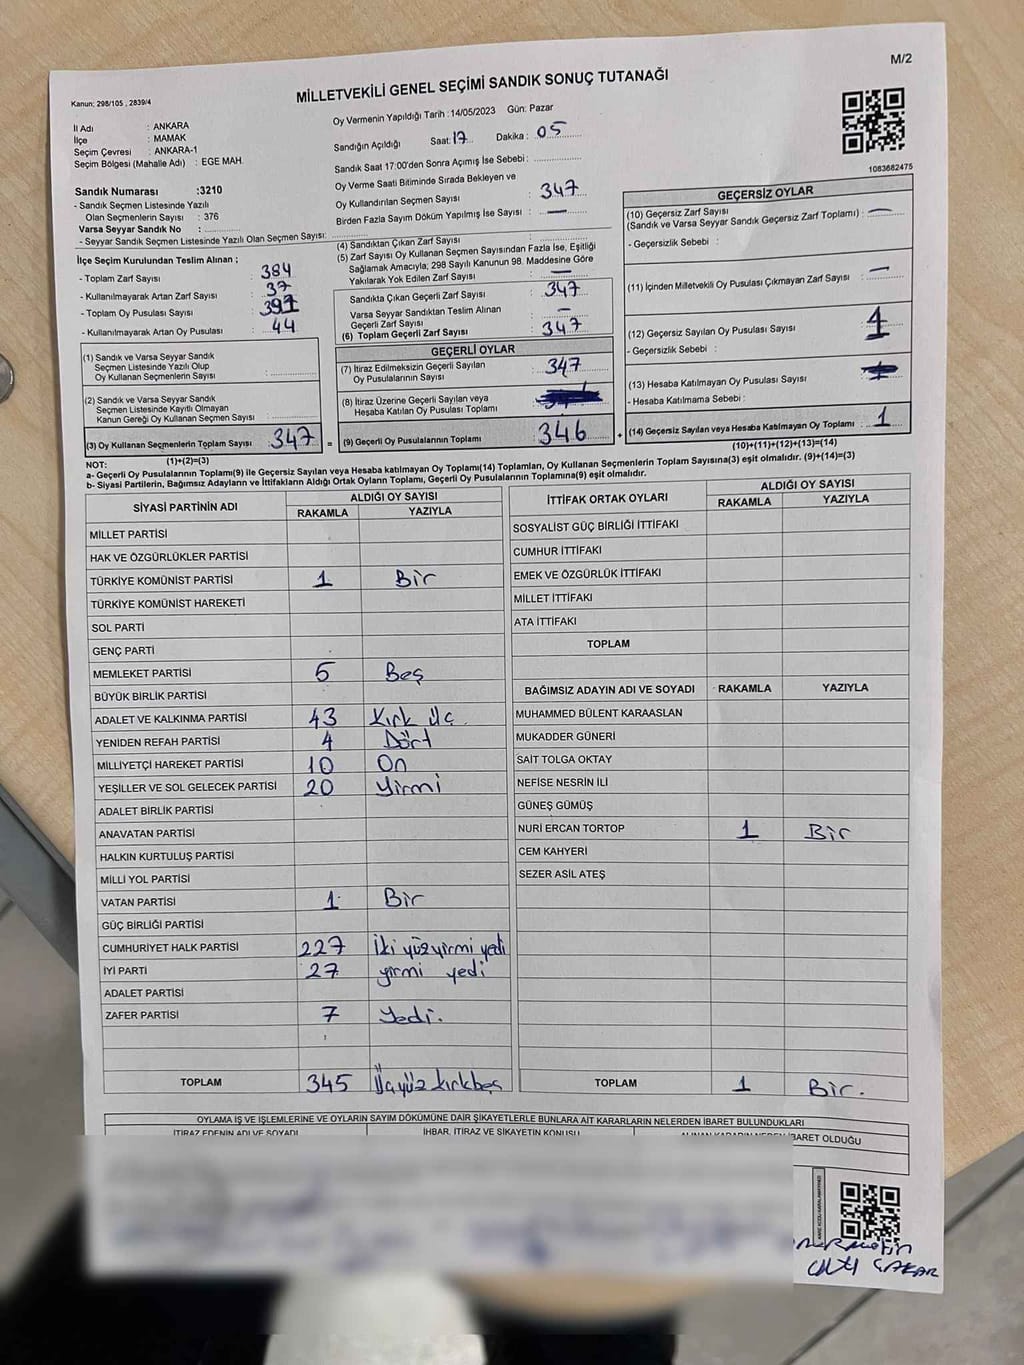 M/2
MİLLETVEKİLİ GENEL SEÇİMİ SANDIK SONUÇ TUTANAĞI
Kanun; 298/105 , 2839/4
İl Adı : ANKARA
İlçe : MAMAK
Seçim Çevresi : ANKARA-1
Seçim Bölgesi (Mahalle Adı) : EGE MAH.
Sandık Numarası :3210
- Sandık Seçmen Listesinde Yazılı
Olan Seçmenlerin Sayısı : 376
Varsa Seyyar Sandık No :
- Seyyar Sandık Seçmen Listesinde Yazılı Olan Seçmen Sayısı:
Oy Vermenin Yapıldığı Tarih : 14/05/2023 Gün: Pazar
Sandığın Açıldığı Saat: 17 Dakika : 05
Sandık Saat 17:00'den Sonra Açımış İse Sebebi :
Oy Verme Saati Bitiminde Sırada Bekleyen ve
Oy Kullandırılan Seçmen Sayısı : 347
Birden Fazla Sayım Döküm Yapılmış İse Sayısı : —
1083682475
İlçe Seçim Kurulundan Teslim Alınan ;
- Toplam Zarf Sayısı : 384
- Kullanılmayarak Artan Zarf Sayısı : 37
- Toplam Oy Pusulası Sayısı : 391
- Kullanılmayarak Artan Oy Pusulası : 44
(4) Sandıktan Çıkan Zarf Sayısı :
(5) Zarf Sayısı Oy Kullanan Seçmen Sayısından Fazla İse, Eşitliği
Sağlamak Amacıyla; 298 Sayılı Kanunun 98. Maddesine Göre
Yakılarak Yok Edilen Zarf Sayısı : —
Sandıkta Çıkan Geçerli Zarf Sayısı : 347
Varsa Seyyar Sandıktan Teslim Alınan
Geçerli Zarf Sayısı : —
(6) Toplam Geçerli Zarf Sayısı : 347
GEÇERLİ OYLAR
(7) İtiraz Edilmeksizin Geçerli Sayılan
Oy Pusulalarının Sayısı : 347
(8) İtiraz Üzerine Geçerli Sayılan veya
Hesaba Katılan Oy Pusulası Toplamı :
(9) Geçerli Oy Pusulalarının Toplamı : 346
GEÇERSİZ OYLAR
(10) Geçersiz Zarf Sayısı
(Sandık ve Varsa Seyyar Sandık Geçersiz Zarf Toplamı) : —
- Geçersizlik Sebebi :
(11) İçinden Milletvekili Oy Pusulası Çıkmayan Zarf Sayısı : —
(12) Geçersiz Sayılan Oy Pusulası Sayısı : 1
- Geçersizlik Sebebi :
(13) Hesaba Katılmayan Oy Pusulası Sayısı :
- Hesaba Katılmama Sebebi :
(14) Geçersiz Sayılan veya Hesaba Katılmayan Oy Toplamı : 1
(10)+(11)+(12)+(13)=(14)
(1) Sandık ve Varsa Seyyar Sandık
Seçmen Listesinde Yazılı Olup
Oy Kullanan Seçmenlerin Sayısı :
(2) Sandık ve Varsa Seyyar Sandık
Seçmen Listesinde Kayıtlı Olmayan
Kanun Gereği Oy Kullanan Seçmen Sayısı :
(3) Oy Kullanan Seçmenlerin Toplam Sayısı : 347 =
(1)+(2)=(3)
NOT:
a- Geçerli Oy Pusulalarının Toplamı(9) ile Geçersiz Sayılan veya Hesaba katılmayan Oy Toplamı(14) Toplamları, Oy Kullanan Seçmenlerin Toplam Sayısına(3) eşit olmalıdır. (9)+(14)=(3)
b- Siyasi Partilerin, Bağımsız Adayların ve İttifakların Aldığı Ortak Oyların Toplamı, Geçerli Oy Pusulalarının Toplamına(9) eşit olmalıdır.
SİYASİ PARTİNİN ADI ALDIĞI OY SAYISI
RAKAMLA YAZIYLA
MİLLET PARTİSİ
HAK VE ÖZGÜRLÜKLER PARTİSİ
TÜRKİYE KOMÜNİST PARTİSİ 1 Bir
TÜRKİYE KOMÜNİST HAREKETİ
SOL PARTİ
GENÇ PARTİ
MEMLEKET PARTİSİ 5 Beş
BÜYÜK BİRLİK PARTİSİ
ADALET VE KALKINMA PARTİSİ 43 Kırk Üç.
YENİDEN REFAH PARTİSİ 4 Dört
MİLLİYETÇİ HAREKET PARTİSİ 10 On
YEŞİLLER VE SOL GELECEK PARTİSİ 20 Yirmi
ADALET BİRLİK PARTİSİ
ANAVATAN PARTİSİ
HALKIN KURTULUŞ PARTİSİ
MİLLİ YOL PARTİSİ
VATAN PARTİSİ 1 Bir
GÜÇ BİRLİĞİ PARTİSİ
CUMHURİYET HALK PARTİSİ 227 İki yüz yirmi yedi
İYİ PARTİ 27 yirmi yedi
ADALET PARTİSİ
ZAFER PARTİSİ 7 Yedi.
TOPLAM 345 Üçyüz kırkbeş
İTTİFAK ORTAK OYLARI ALDIĞI OY SAYISI
RAKAMLA YAZIYLA
SOSYALİST GÜÇ BİRLİĞİ İTTİFAKI
CUMHUR İTTİFAKI
EMEK VE ÖZGÜRLÜK İTTİFAKI
MİLLET İTTİFAKI
ATA İTTİFAKI
TOPLAM
BAĞIMSIZ ADAYIN ADI VE SOYADI RAKAMLA YAZIYLA
MUHAMMED BÜLENT KARAASLAN
MUKADDER GÜNERİ
SAİT TOLGA OKTAY
NEFİSE NESRİN İLİ
GÜNEŞ GÜMÜŞ
NURİ ERCAN TORTOP 1 Bir
CEM KAHYERİ
SEZER ASİL ATEŞ
TOPLAM 1 Bir.
OYLAMA İŞ VE İŞLEMLERİNE VE OYLARIN SAYIM DÖKÜMÜNE DAİR ŞİKAYETLERLE BUNLARA AİT KARARLARIN NELERDEN İBARET BULUNDUKLARI
İTİRAZ EDENİN ADI VE SOYADI İHBAR, İTİRAZ VE ŞİKAYETİN KONUSU ALINAN KARARIN NEDEN İBARET OLDUĞU